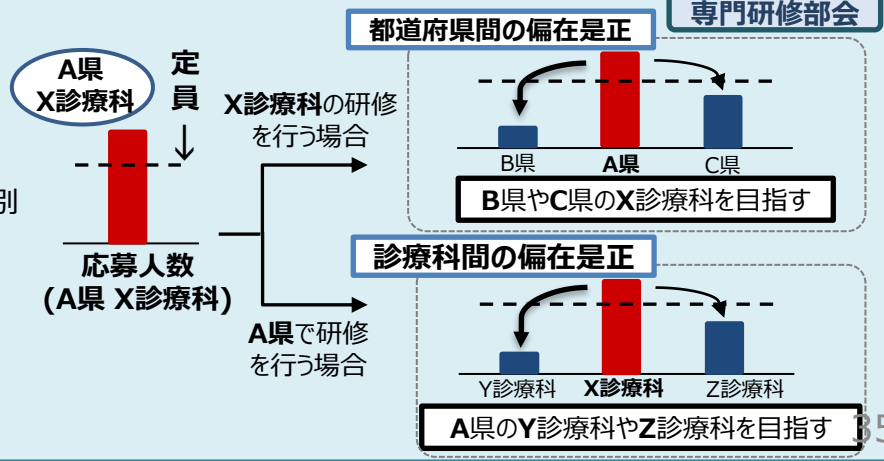 専門研修部会
都道府県間の偏在是正
A県
X診療科
定
員
X診療科の研修
を行う場合
B県
A県
C県
B県やC県のX診療科を目指す
別
応募人数
(A県 X診療科)
診療科間の偏在是正
A県で研修
を行う場合
Y診療科
X診療科
Z診療科
A県のY診療科やZ診療科を目指す
35